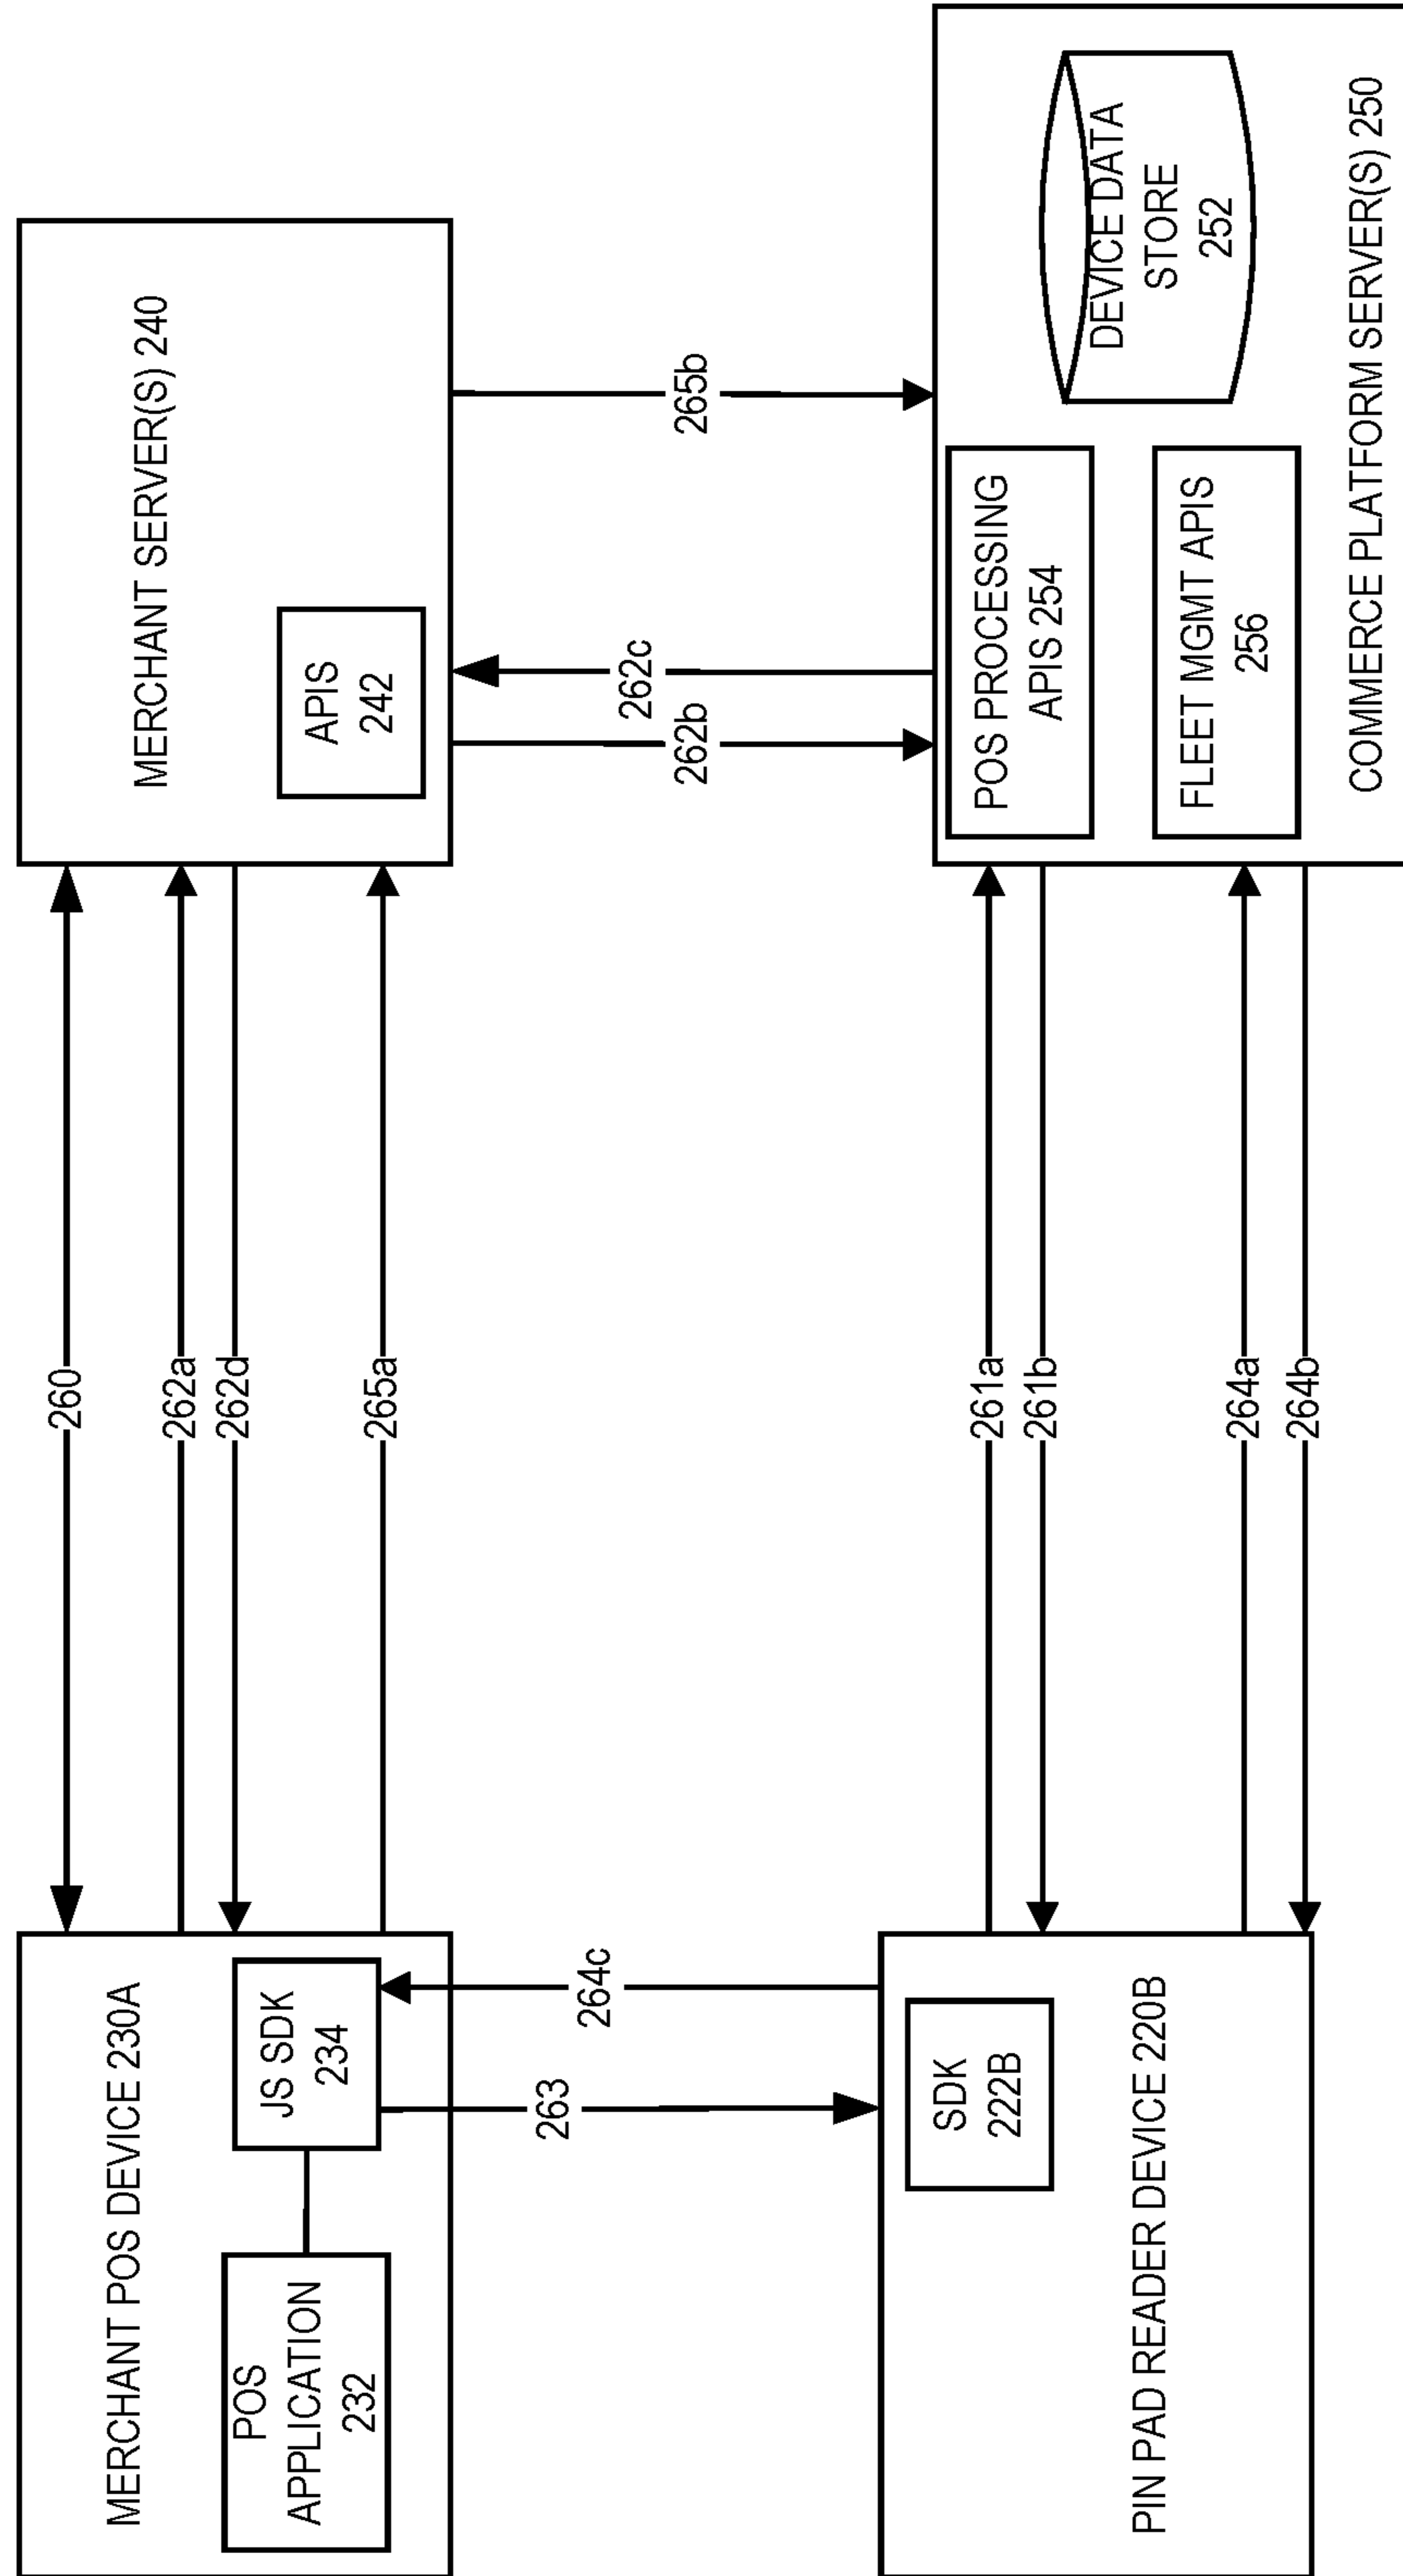 MERCHANT POS DEVICE 230A
POS
APPLICATION
232
JS SDK
234
260
262a
262d
265a
MERCHANT SERVER(S) 240
APIS
242
263
264c
262b
262c
265b
SDK
222B
PIN PAD READER DEVICE 220B
261a
261b
264a
264b
POS PROCESSING
APIS 254
FLEET MGMT APIS
256
DEVICE DATA
STORE
252
COMMERCE PLATFORM SERVER(S) 250